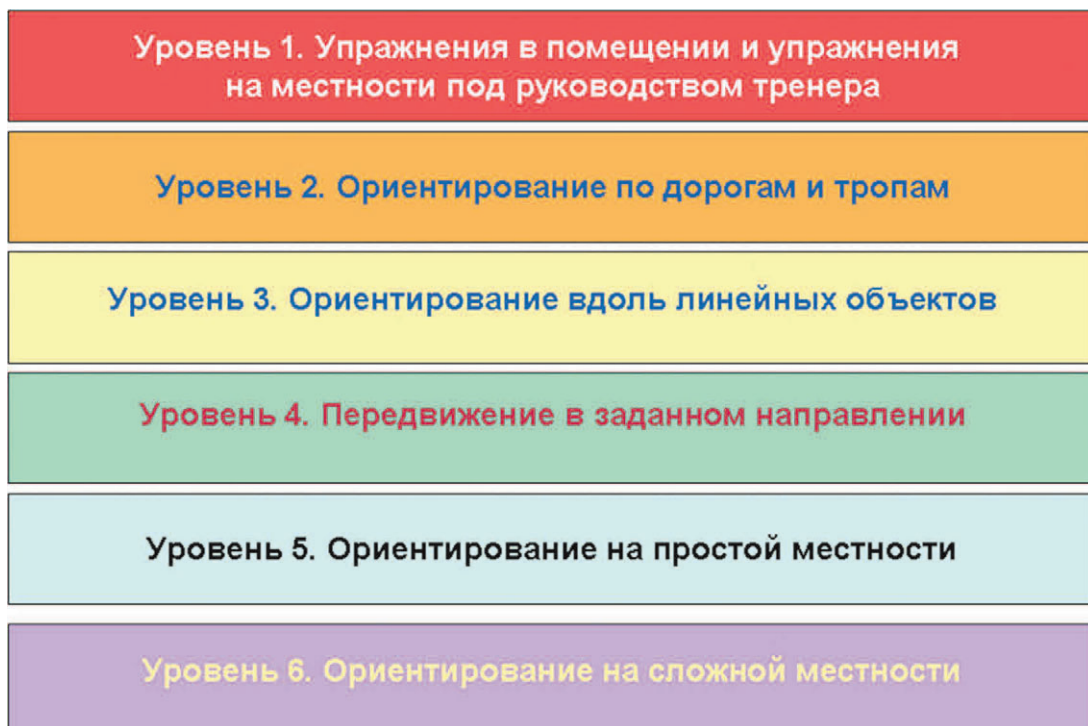 Уровень 1. Упражнения в помещении и упражнения
на местности под руководством тренера
Уровень 2. Ориентирование по дорогам и тропам
Уровень 3. Ориентирование вдоль линейных объектов
Уровень 4. Передвижение в заданном направлении
Уровень 5. Ориентирование на простой местности
Уровень 6. Ориентирование на сложной местности